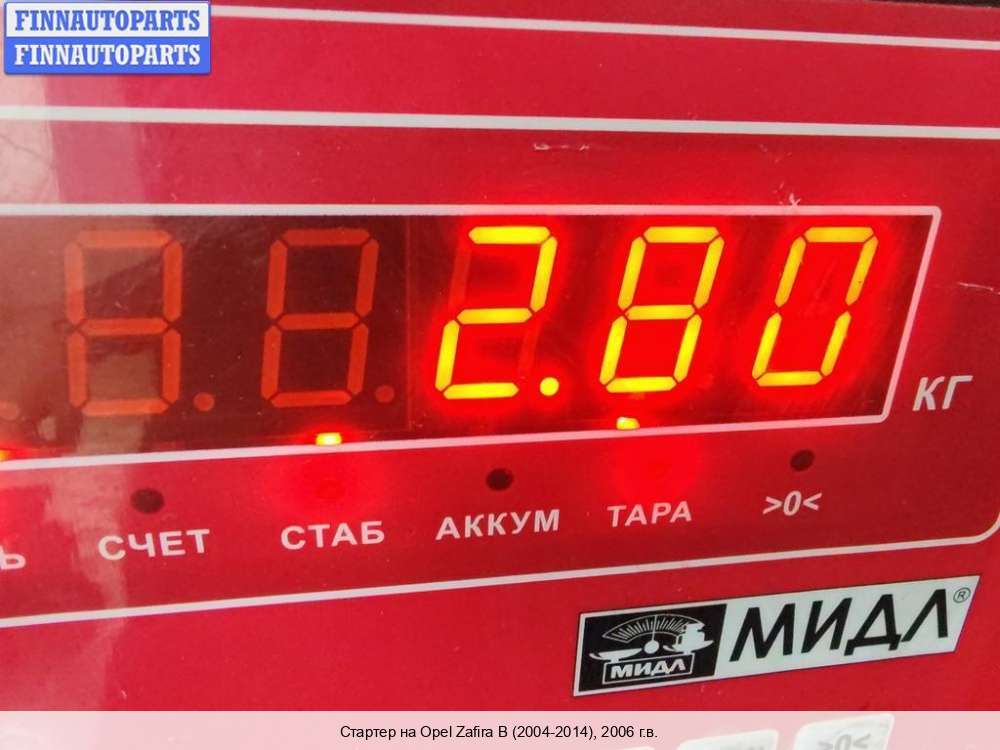 FINNAUTOPARTS
FINNAUTOPARTS
2.80
КГ
СЧЕТ СТАБ АККУМ ТАРА >0<
МИДЛ МИДЛ®
>0<
Стартер на Opel Zafira B (2004-2014), 2006 г.в.